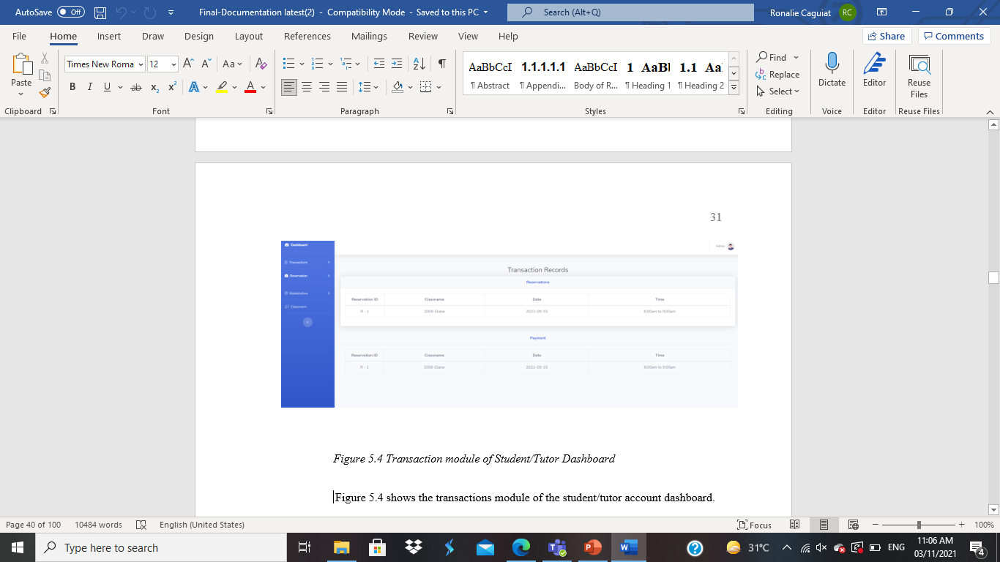 AutoSave Off Final-Documentation latest(2) - Compatibility Mode - Saved to this PC Search (Alt+Q) Ronalie Caguiat RC
File Home Insert Draw Design Layout References Mailings Review View Help Share Comments
Paste
Clipboard
Times New Roma 12
Aa
B I U ab x2 x2 A A
Font
Paragraph
AaBbCcI 1.1.1.1.1 AaBbCcI 1 AaBl 1.1 Aa
¶ Abstract ¶ Appendi... Body of R... ¶ Heading 1 ¶ Heading 2
Styles
Find
Replace
Select
Editing
Dictate
Voice
Editor
Editor
Reuse
Files
Reuse Files
31
Dashboard
Transactions
Reservation
Bookshelves
Classroom
Admin
Transaction Records
Reservations
Reservation ID Classname Date Time
R - 1 2006-Diane 2021-09-15 8:00am to 9:00am
Payment
Reservation ID Classname Date Time
R - 1 2006-Diane 2021-09-15 8:00am to 9:00am
Figure 5.4 Transaction module of Student/Tutor Dashboard
Figure 5.4 shows the transactions module of the student/tutor account dashboard.
Page 40 of 100 10484 words English (United States) Focus 100%
Type here to search 31°C ENG 11:06 AM
03/11/2021 4